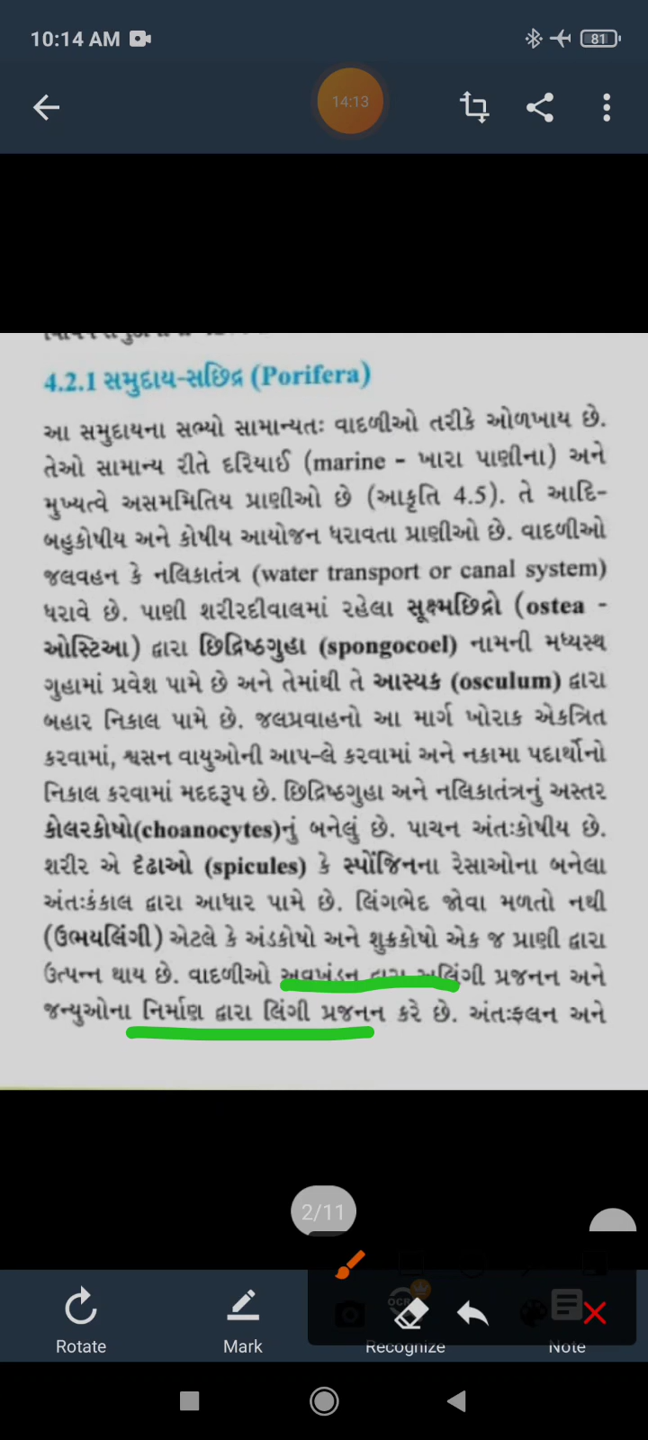 10:14 AM
81
14:13
4.2.1 સમુદાય-સછિદ્ર (Porifera)
આ સમુદાયના સભ્યો સામાન્યતઃ વાદળીઓ તરીકે ઓળખાય છે.
તેઓ સામાન્ય રીતે દરિયાઈ (marine - ખારા પાણીના) અને
મુખ્યત્વે અસમમિતિય પ્રાણીઓ છે (આકૃતિ 4.5). તે આદિ-
બહુકોષીય અને કોષીય આયોજન ધરાવતા પ્રાણીઓ છે. વાદળીઓ
જલવહન કે નલિકાતંત્ર (water transport or canal system)
ધરાવે છે. પાણી શરીરદીવાલમાં રહેલા સૂક્ષ્મછિદ્રો (ostea -
ઓસ્ટિઆ) દ્વારા છિદ્રિષ્ઠગુહા (spongocoel) નામની મધ્યસ્થ
ગુહામાં પ્રવેશ પામે છે અને તેમાંથી તે આસ્યક (osculum) દ્વારા
બહાર નિકાલ પામે છે. જલપ્રવાહનો આ માર્ગ ખોરાક એકત્રિત
કરવામાં, શ્વસન વાયુઓની આપ-લે કરવામાં અને નકામા પદાર્થોનો
નિકાલ કરવામાં મદદરૂપ છે. છિદ્રિષ્ઠગુહા અને નલિકાતંત્રનું અસ્તર
કોલરકોષો(choanocytes)નું બનેલું છે. પાચન અંતઃકોષીય છે.
શરીર એ દૃઢાઓ (spicules) કે સ્પોંજિનના રેસાઓના બનેલા
અંતઃકંકાલ દ્વારા આધાર પામે છે. લિંગભેદ જોવા મળતો નથી
(ઉભયલિંગી) એટલે કે અંડકોષો અને શુક્રકોષો એક જ પ્રાણી દ્વારા
ઉત્પન્ન થાય છે. વાદળીઓ અવખંડન દ્વારા અલિંગી પ્રજનન અને
જન્યુઓના નિર્માણ દ્વારા લિંગી પ્રજનન કરે છે. અંતઃફલન અને
2/11
OCR
Rotate
Mark
Recognize
Note